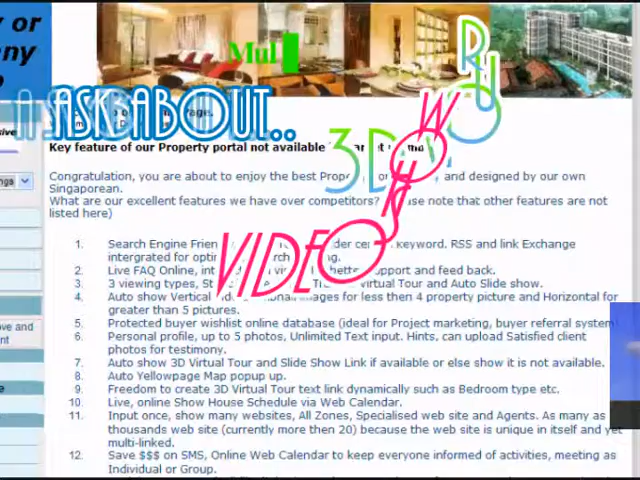 y or
any
Mul
ASK ABOUT..
3D
VIDEO
Key feature of our Property portal not available
Congratulation, you are about to enjoy the best and designed by our own
Singaporean.
What are our excellent features we have over competitors? note that other features are not
listed here)
1. Search Engine keyword. RSS and link Exchange
intergrated for
2. Live FAQ Online, support and feed back.
3. 3 viewing types, Virtual Tour and Auto Slide show.
4. Auto show Vertical images for less then 4 property picture and Horizontal for
greater than 5 pictures.
5. Protected buyer wishlist online database (ideal for Project marketing, buyer referral system
6. Personal profile, up to 5 photos, Unlimited Text input. Hints, can upload Satisfied client
photos for testimony.
7. Auto show 3D Virtual Tour and Slide Show Link if available or else show it is not available.
8. Auto Yellowpage Map popup up.
9. Freedom to create 3D Virtual Tour text link dynamically such as Bedroom type etc.
10. Live, online Show House Schedule via Web Calendar.
11. Input once, show many websites, All Zones, Specialised web site and Agents. As many as
thousands web site (currently more then 20) because the web site is unique in itself and yet
multi-linked.
12. Save $$$ on SMS, Online Web Calendar to keep everyone informed of activities, meeting as
Individual or Group.